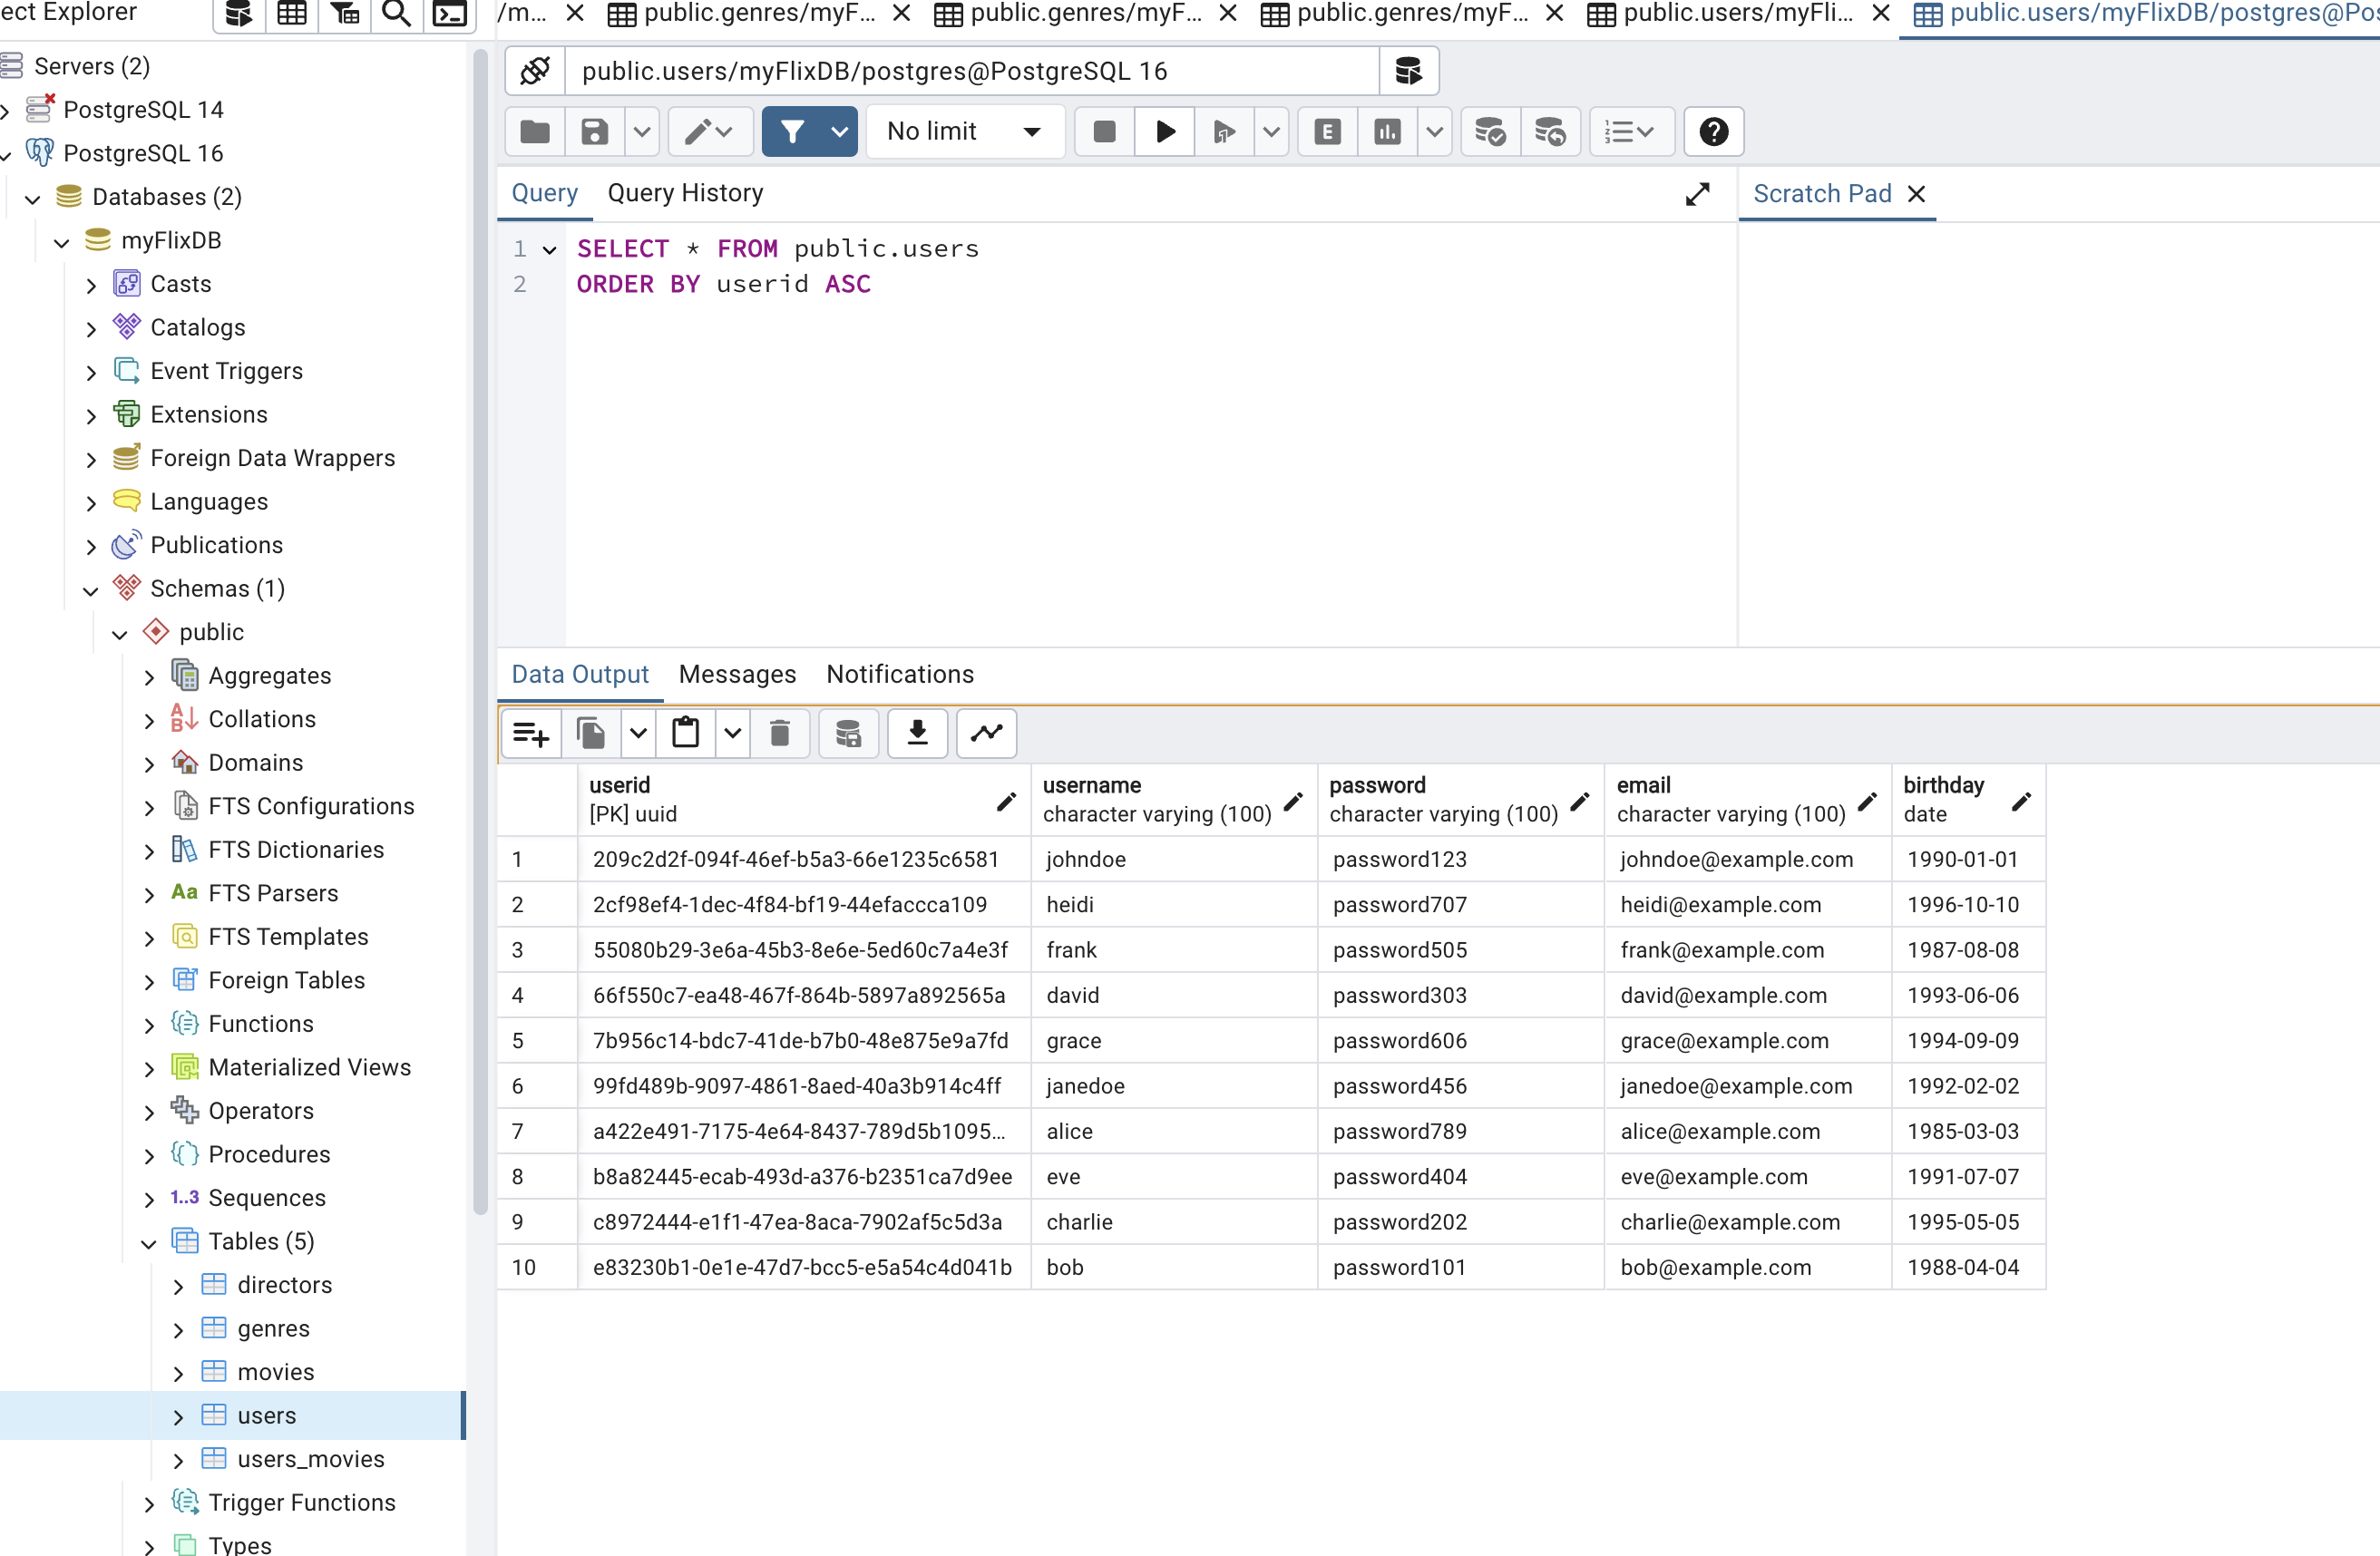 ect Explorer
/m...
public.genres/myF...
public.genres/myF...
public.genres/myF...
public.users/myFli...
public.users/myFlixDB/postgres@Pos
Servers (2)
PostgreSQL 14
PostgreSQL 16
Databases (2)
myFlixDB
Casts
Catalogs
Event Triggers
Extensions
Foreign Data Wrappers
Languages
Publications
Schemas (1)
public
Aggregates
Collations
Domains
FTS Configurations
FTS Dictionaries
Aa FTS Parsers
FTS Templates
Foreign Tables
Functions
Materialized Views
Operators
Procedures
1..3 Sequences
Tables (5)
directors
genres
movies
users
users_movies
Trigger Functions
Types
public.users/myFlixDB/postgres@PostgreSQL 16
No limit
E
Query Query History
Scratch Pad
1 SELECT * FROM public.users
2 ORDER BY userid ASC
Data Output Messages Notifications
userid username password email birthday
[PK] uuid character varying (100) character varying (100) character varying (100) date
1 209c2d2f-094f-46ef-b5a3-66e1235c6581 johndoe password123 johndoe@example.com 1990-01-01
2 2cf98ef4-1dec-4f84-bf19-44efaccca109 heidi password707 heidi@example.com 1996-10-10
3 55080b29-3e6a-45b3-8e6e-5ed60c7a4e3f frank password505 frank@example.com 1987-08-08
4 66f550c7-ea48-467f-864b-5897a892565a david password303 david@example.com 1993-06-06
5 7b956c14-bdc7-41de-b7b0-48e875e9a7fd grace password606 grace@example.com 1994-09-09
6 99fd489b-9097-4861-8aed-40a3b914c4ff janedoe password456 janedoe@example.com 1992-02-02
7 a422e491-7175-4e64-8437-789d5b1095... alice password789 alice@example.com 1985-03-03
8 b8a82445-ecab-493d-a376-b2351ca7d9ee eve password404 eve@example.com 1991-07-07
9 c8972444-e1f1-47ea-8aca-7902af5c5d3a charlie password202 charlie@example.com 1995-05-05
10 e83230b1-0e1e-47d7-bcc5-e5a54c4d041b bob password101 bob@example.com 1988-04-04